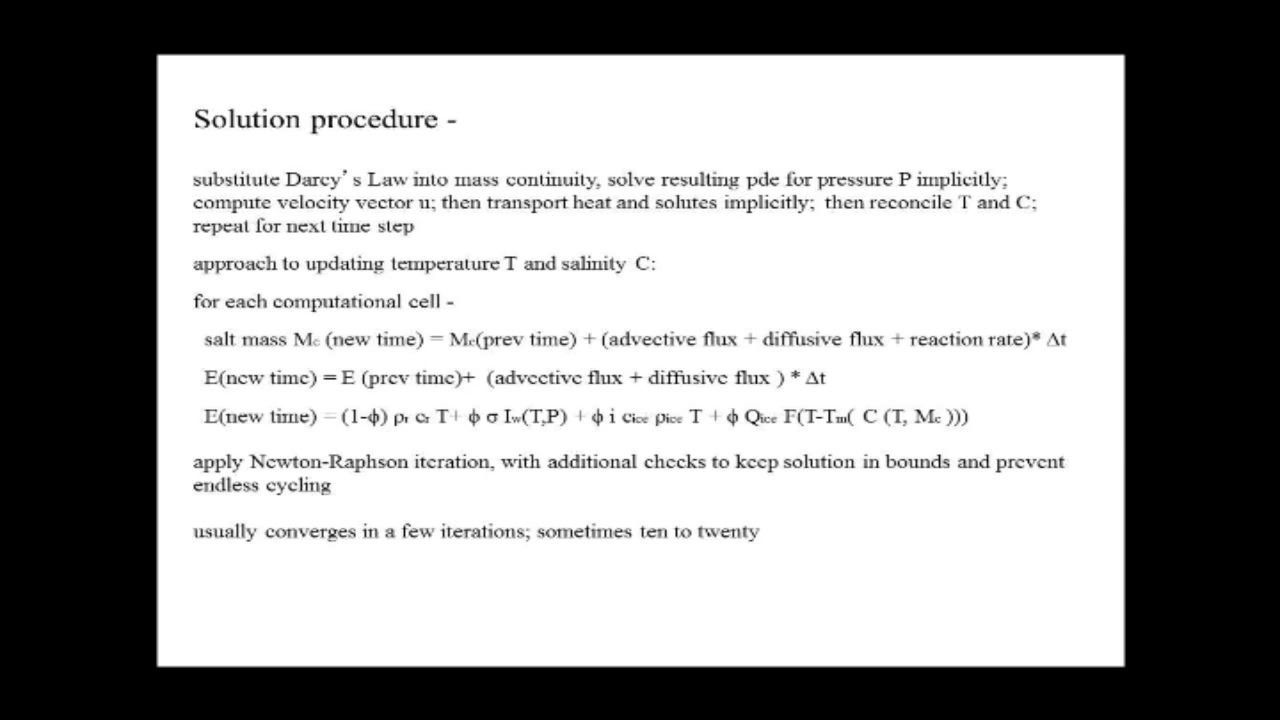 Solution procedure -
substitute Darcy’ s Law into mass continuity, solve resulting pde for pressure P implicitly;
compute velocity vector u; then transport heat and solutes implicitly; then reconcile T and C;
repeat for next time step
approach to updating temperature T and salinity C:
for each computational cell -
salt mass Mc (new time) = Mc(prev time) + (advective flux + diffusive flux + reaction rate)* Δt
E(new time) = E (prev time)+ (advective flux + diffusive flux ) * Δt
E(new time) = (1-ϕ) ρr cr T+ ϕ σ Iw(T,P) + ϕ i cice ρice T + ϕ Qice F(T-Tm( C (T, Mc )))
apply Newton-Raphson iteration, with additional checks to keep solution in bounds and prevent
endless cycling
usually converges in a few iterations; sometimes ten to twenty